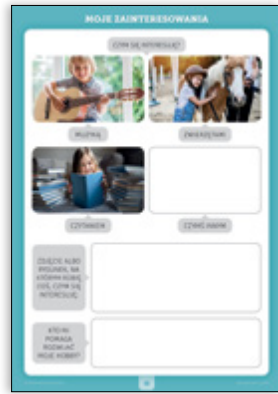 MOJE ZAINTERESOWANIA
CZYM SIĘ INTERESUJĘ?
MUZYKĄ
ZWIERZĘTAMI
CZYTANIEM
CZYMŚ INNYM
ZDJĘCIE ALBO
RYSUNEK, NA
KTÓRYM ROBIĘ
COŚ, CZYM SIĘ
INTERESUJĘ.
KTO MI
POMAGA
ROZWIJAĆ
MOJE HOBBY?